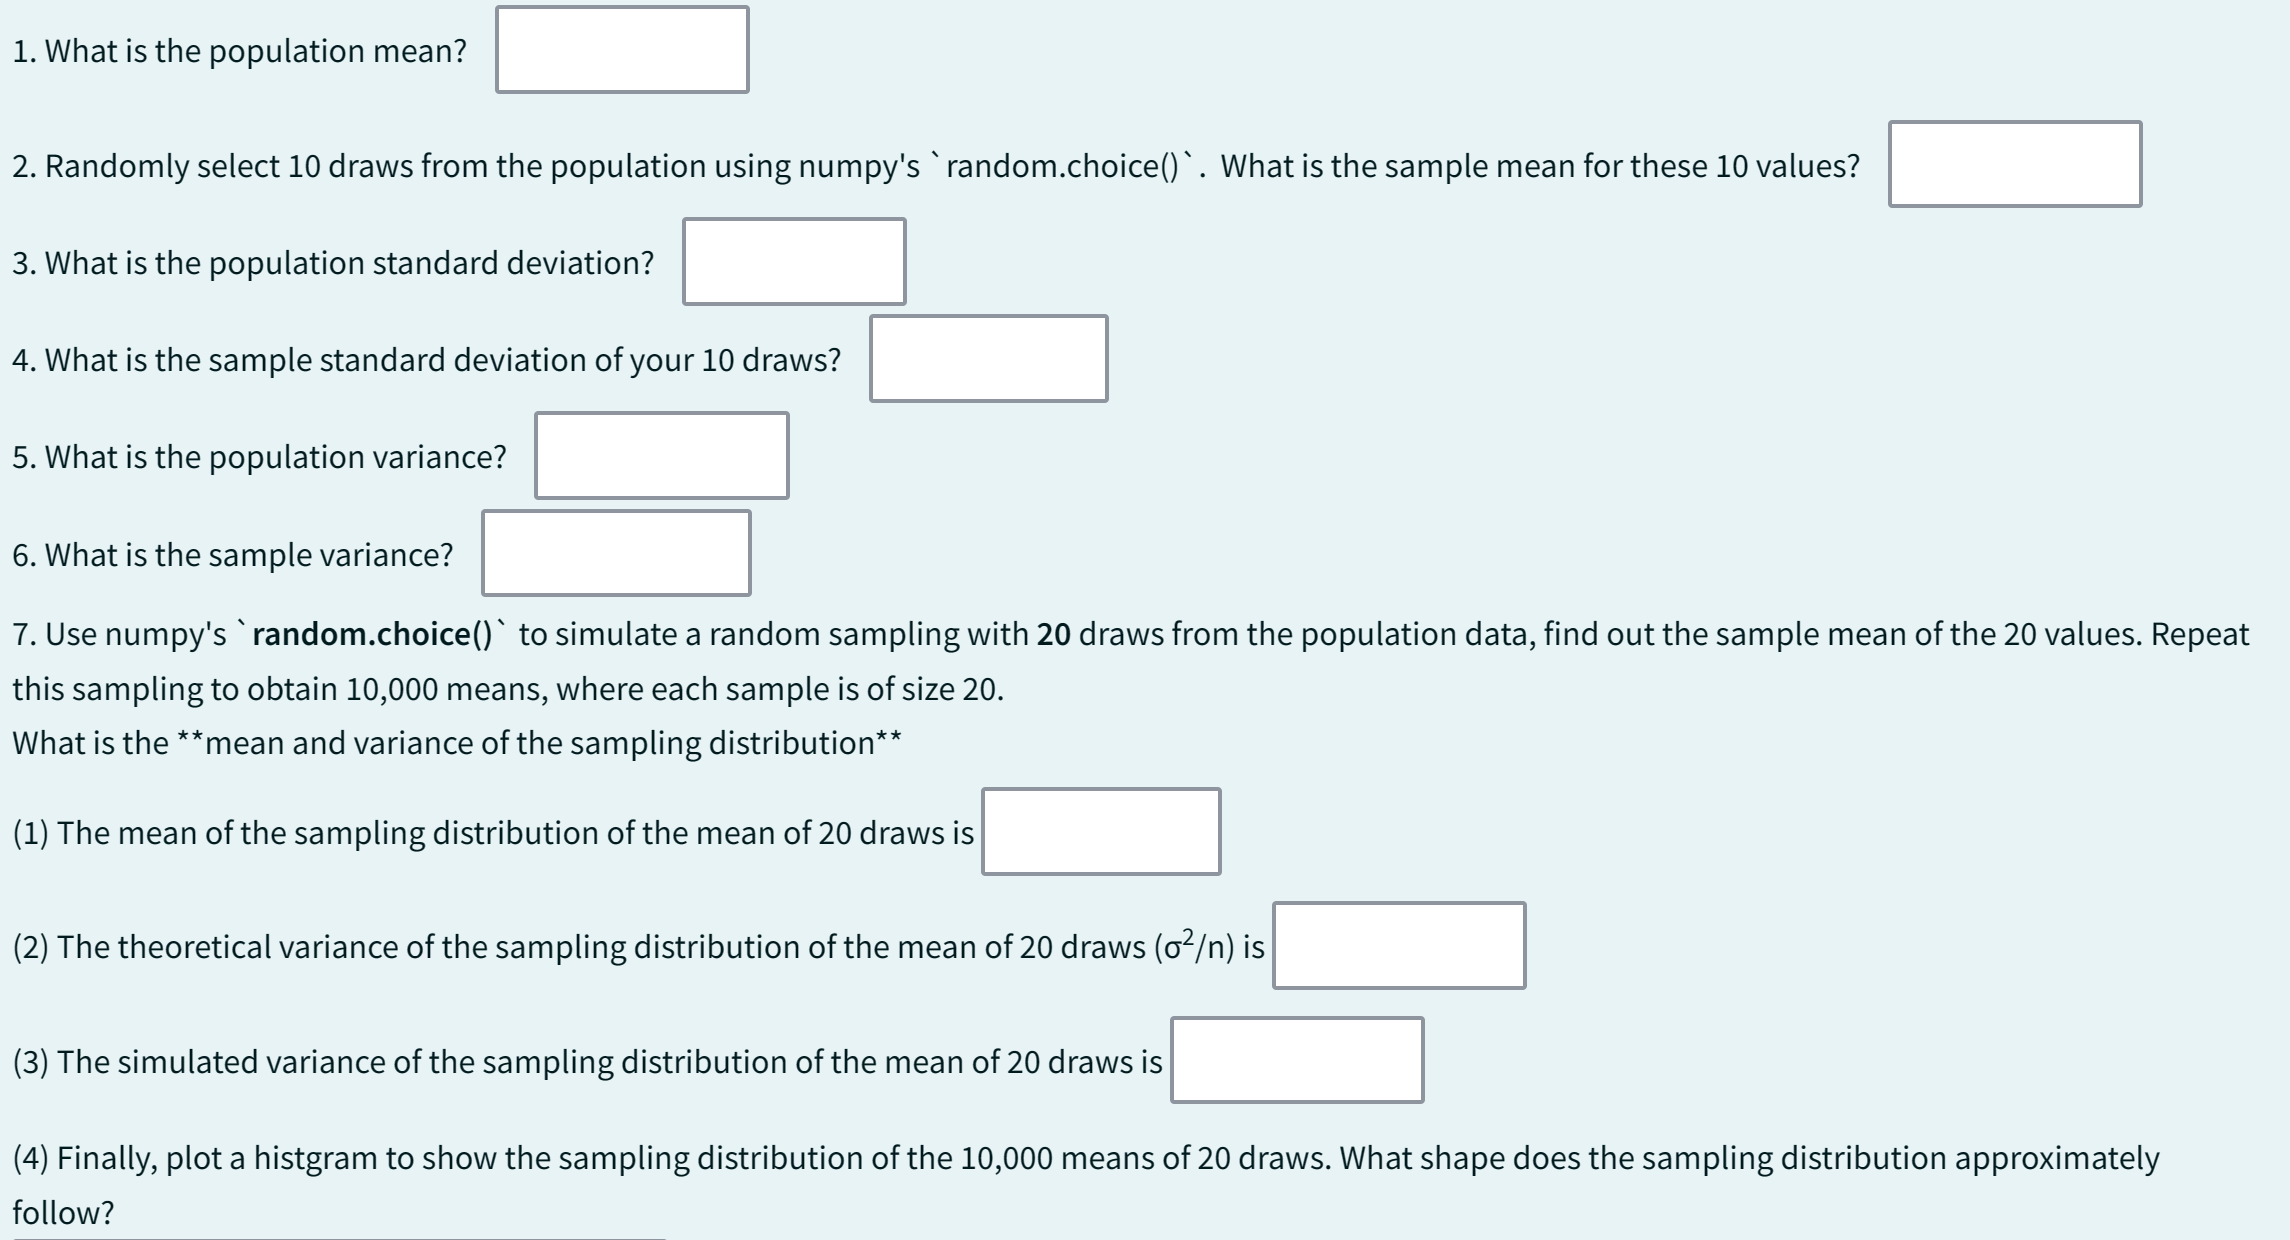 1. What is the population mean?
2. Randomly select 10 draws from the population using numpy's `random.choice()`. What is the sample mean for these 10 values?
3. What is the population standard deviation?
4. What is the sample standard deviation of your 10 draws?
5. What is the population variance?
6. What is the sample variance?
7. Use numpy's `random.choice()` to simulate a random sampling with 20 draws from the population data, find out the sample mean of the 20 values. Repeat
this sampling to obtain 10,000 means, where each sample is of size 20.
What is the **mean and variance of the sampling distribution**
(1) The mean of the sampling distribution of the mean of 20 draws is
(2) The theoretical variance of the sampling distribution of the mean of 20 draws (σ²/n) is
(3) The simulated variance of the sampling distribution of the mean of 20 draws is
(4) Finally, plot a histgram to show the sampling distribution of the 10,000 means of 20 draws. What shape does the sampling distribution approximately
follow?